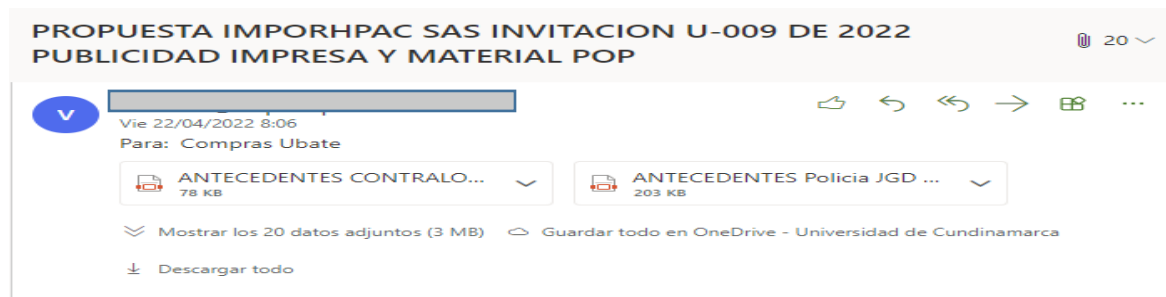 PROPUESTA IMPORHPAC SAS INVITACION U-009 DE 2022
PUBLICIDAD IMPRESA Y MATERIAL POP
20
V
Vie 22/04/2022 8:06
Para: Compras Ubate
ANTECEDENTES CONTRALO...
78 KB
ANTECEDENTES Policia JGD ...
203 KB
Mostrar los 20 datos adjuntos (3 MB)
Guardar todo en OneDrive - Universidad de Cundinamarca
Descargar todo